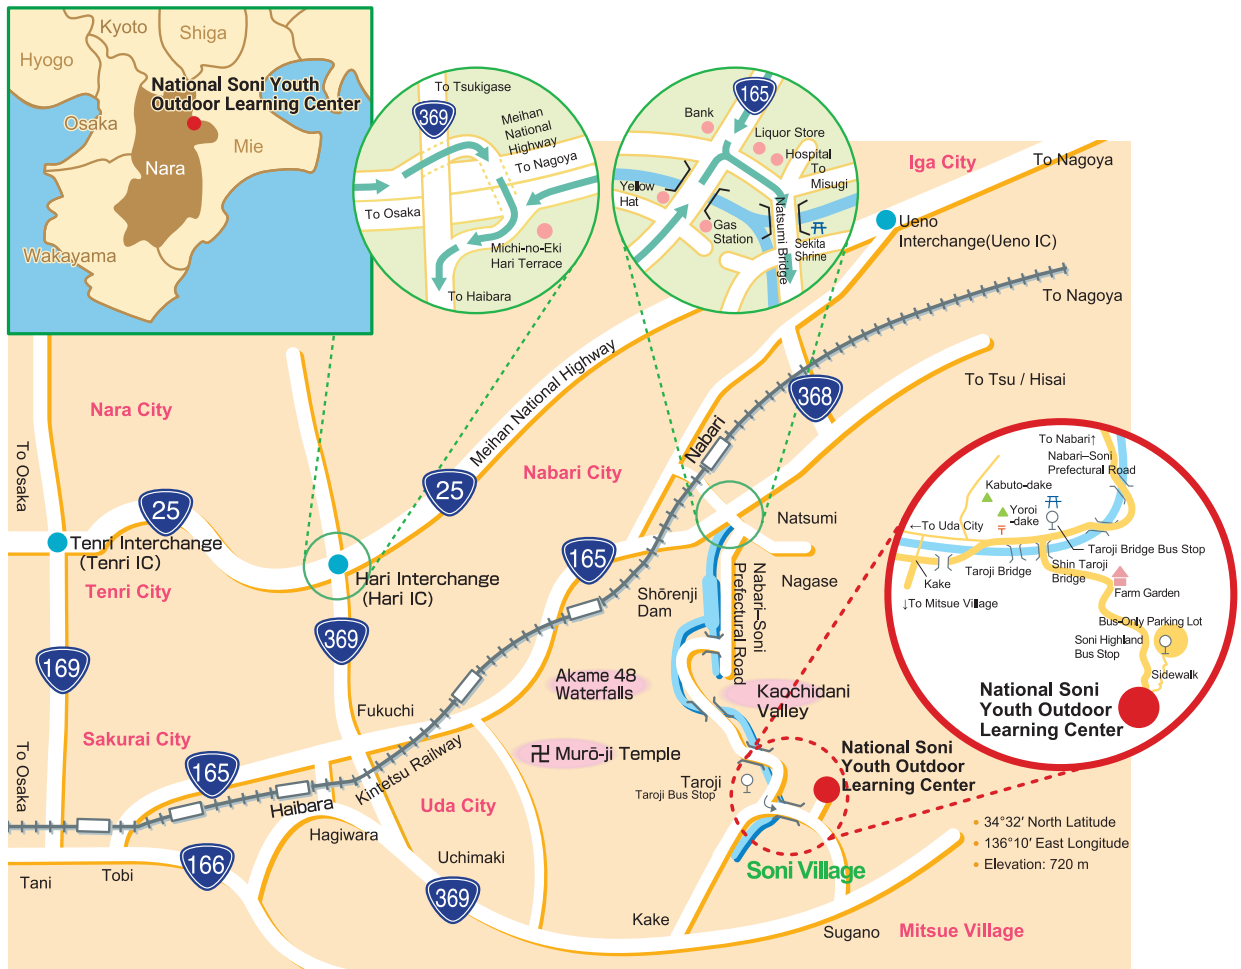 Kyoto
Shiga
Hyogo
National Soni Youth
Outdoor Learning Center
Osaka
Mie
Nara
Wakayama
To Tsukigase
369
Meihan
National
Highway
To Nagoya
To Osaka
Michi-no-Eki
Hari Terrace
To Haibara
165
Bank
Liquor Store
Hospital
To
Misugi
Yellow
Hat
Gas
Station
Natsumi Bridge
Sekita
Shrine
Iga City
To Nagoya
Ueno
Interchange(Ueno IC)
To Nagoya
To Tsu / Hisai
368
Meihan National Highway
Nara City
Nabari
Nabari City
To Osaka
25
25
Natsumi
Tenri Interchange
(Tenri IC)
Tenri City
Hari Interchange
(Hari IC)
165
Nagase
Shōrenji
Dam
Nabari–Soni
Prefectural Road
369
169
Akame 48
Waterfalls
Kaochidani
Valley
Fukuchi
Sakurai City
卍 Murō-ji Temple
To Osaka
165
Kintetsu Railway
Haibara
Uda City
Taroji
Taroji Bus Stop
National Soni
Youth Outdoor
Learning Center
Hagiwara
Uchimaki
166
Tani
Tobi
369
Soni Village
Kake
Sugano
Mitsue Village
• 34°32′ North Latitude
• 136°10′ East Longitude
• Elevation: 720 m
To Nabari↑
Nabari–Soni
Prefectural Road
Kabuto-dake
Yoroi
-dake
〒
←To Uda City
Taroji Bridge Bus Stop
Taroji Bridge
Shin Taroji
Bridge
Kake
↓To Mitsue Village
Farm Garden
Bus-Only Parking Lot
Soni Highland
Bus Stop
Sidewalk
National Soni
Youth Outdoor
Learning Center